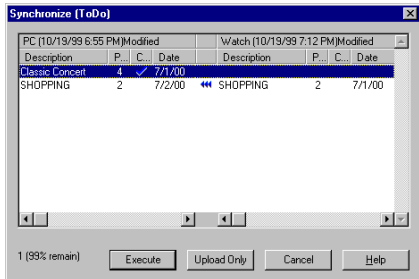 Synchronize (ToDo)
PC (10/19/99 6:55 PM)Modified Watch (10/19/99 7:12 PM)Modified
Description P... C... Date Description P... C... Date
Classic Concert 4 7/1/00
SHOPPING 2 7/2/00 SHOPPING 2 7/1/00
1 (99% remain) Execute Upload Only Cancel Help